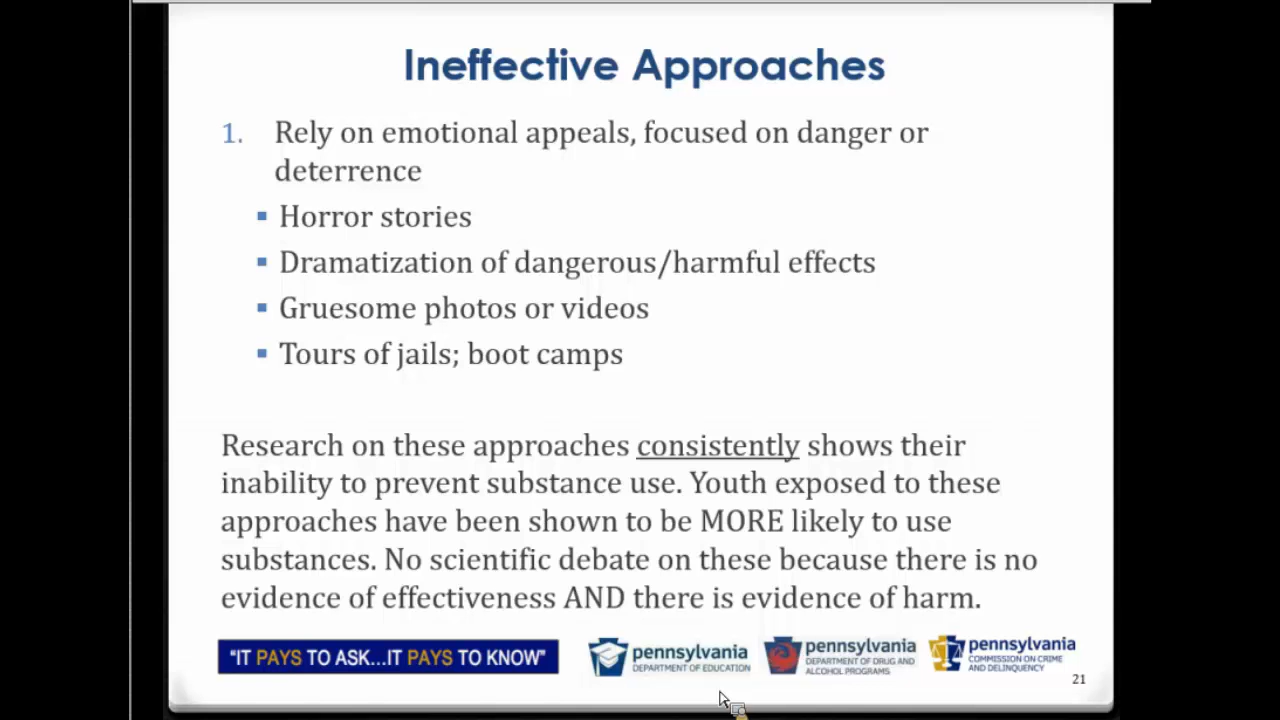 Ineffective Approaches
1. Rely on emotional appeals, focused on danger or
deterrence
▪ Horror stories
▪ Dramatization of dangerous/harmful effects
▪ Gruesome photos or videos
▪ Tours of jails; boot camps
Research on these approaches consistently shows their
inability to prevent substance use. Youth exposed to these
approaches have been shown to be MORE likely to use
substances. No scientific debate on these because there is no
evidence of effectiveness AND there is evidence of harm.
"IT PAYS TO ASK...IT PAYS TO KNOW"
pennsylvania
DEPARTMENT OF EDUCATION
pennsylvania
DEPARTMENT OF DRUG AND
ALCOHOL PROGRAMS
pennsylvania
COMMISSION ON CRIME
AND DELINQUENCY
21